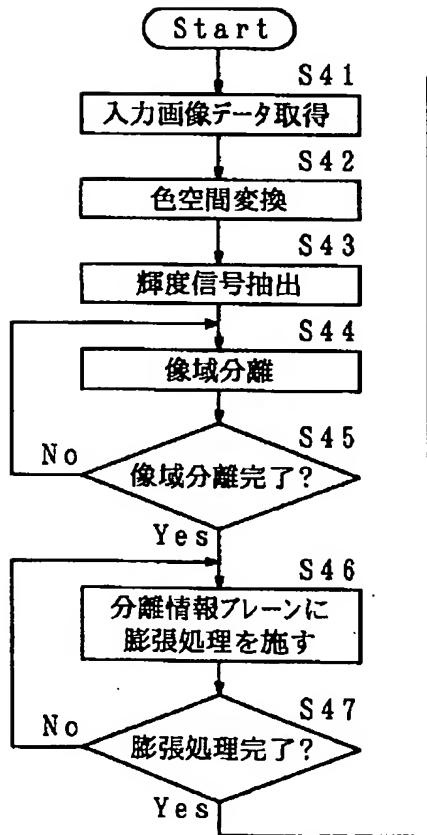 Start
S41
入力画像データ取得
S42
色空間変換
S43
輝度信号抽出
S44
像域分離
S45
No
像域分離完了?
Yes
S46
分離情報プレーンに
膨張処理を施す
S47
No
膨張処理完了?
Yes